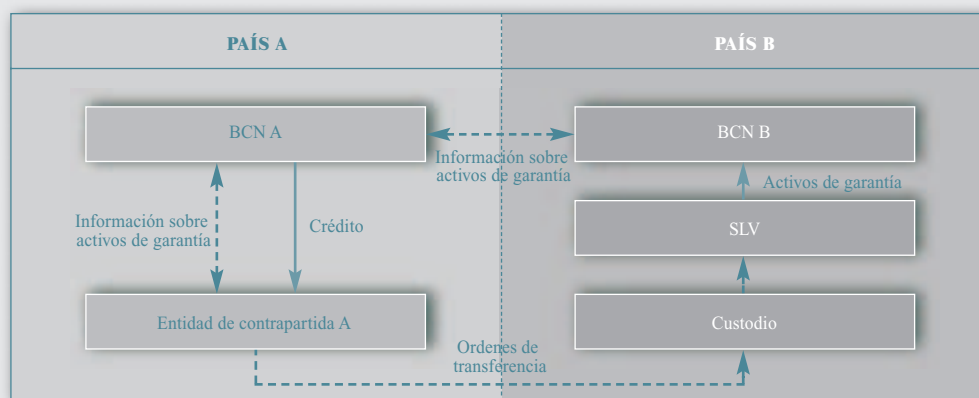 PAÍS A
PAÍS B
BCN A
BCN B
Información sobre
activos de garantía
Activos de garantía
Información sobre
activos de garantía
Crédito
SLV
Entidad de contrapartida A
Custodio
Ordenes de
transferencia